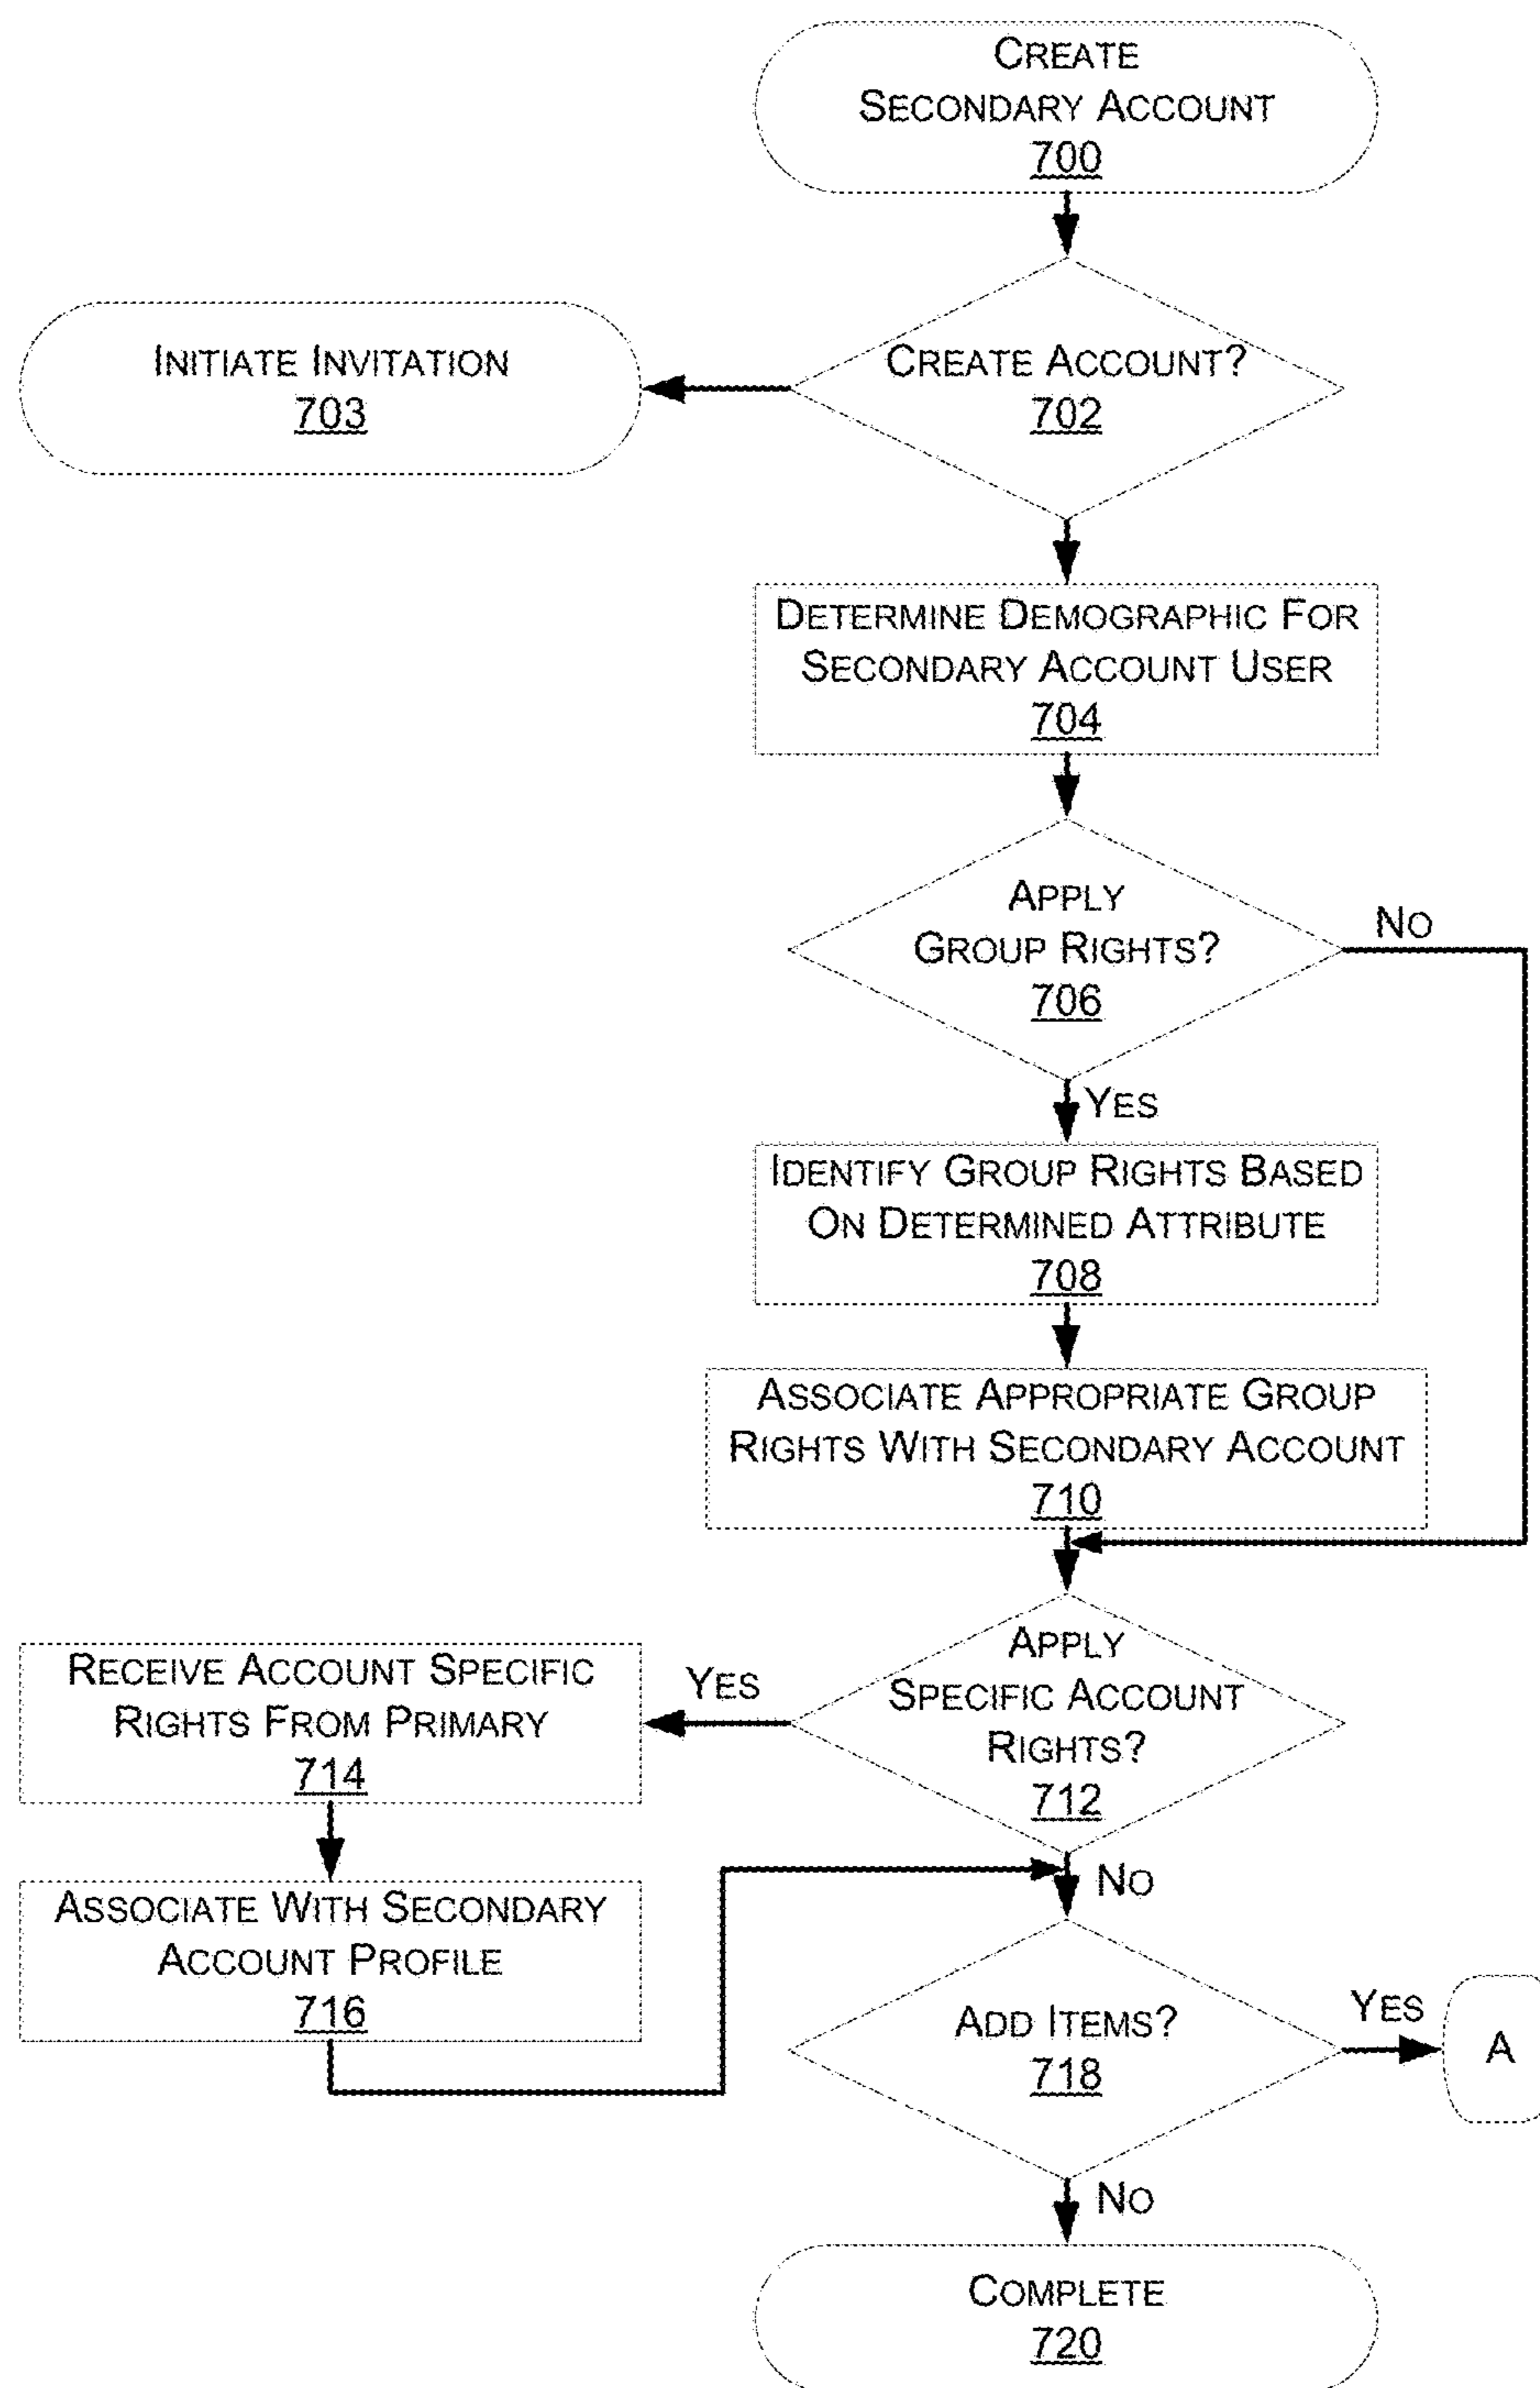 CREATE
SECONDARY ACCOUNT
700
INITIATE INVITATION
703
CREATE ACCOUNT?
702
DETERMINE DEMOGRAPHIC FOR
SECONDARY ACCOUNT USER
704
APPLY
GROUP RIGHTS?
706
NO
YES
IDENTIFY GROUP RIGHTS BASED
ON DETERMINED ATTRIBUTE
708
ASSOCIATE APPROPRIATE GROUP
RIGHTS WITH SECONDARY ACCOUNT
710
APPLY
SPECIFIC ACCOUNT
RIGHTS?
712
YES
RECEIVE ACCOUNT SPECIFIC
RIGHTS FROM PRIMARY
714
NO
ASSOCIATE WITH SECONDARY
ACCOUNT PROFILE
716
ADD ITEMS?
718
YES
A
NO
COMPLETE
720